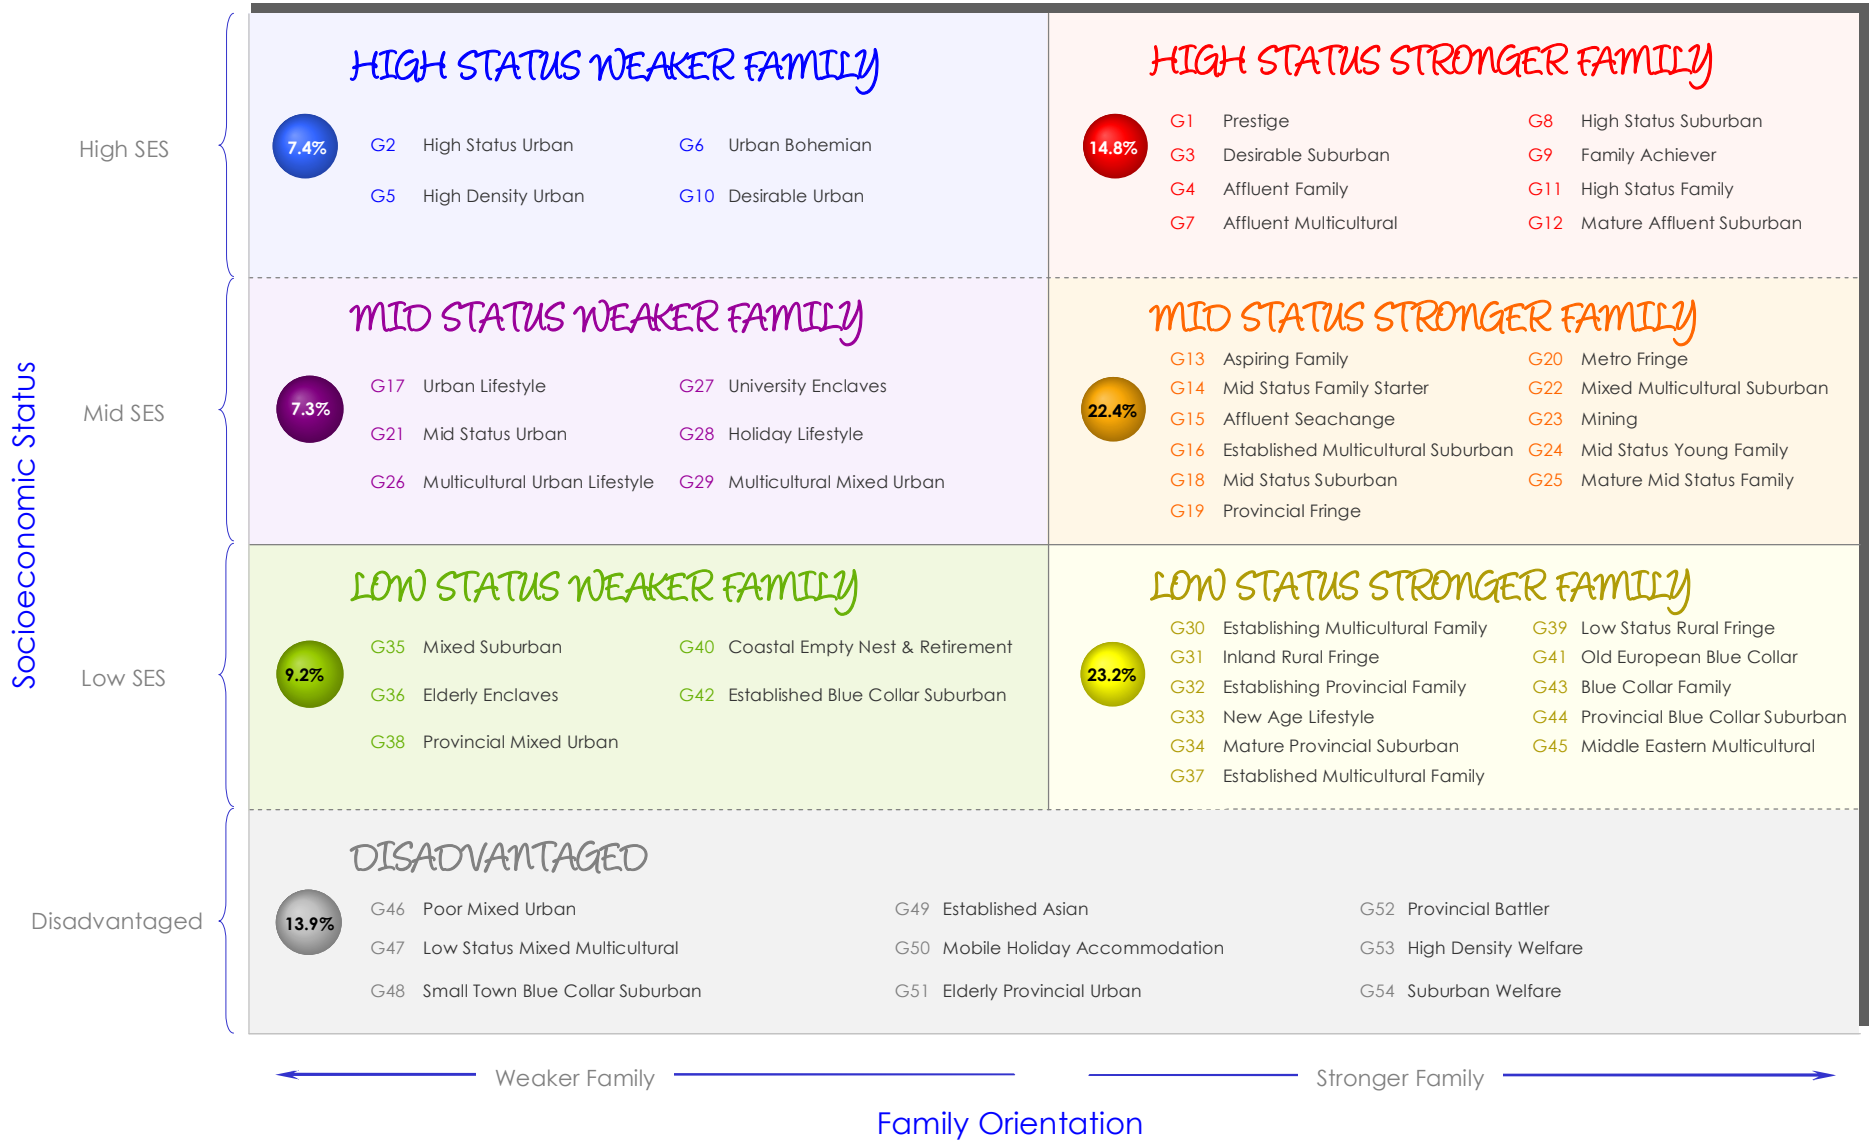 HIGH STATUS WEAKER FAMILY
HIGH STATUS STRONGER FAMILY
High SES
7.4%
G2 High Status Urban
G6 Urban Bohemian
G5 High Density Urban
G10 Desirable Urban
14.8%
G1 Prestige
G8 High Status Suburban
G3 Desirable Suburban
G9 Family Achiever
G4 Affluent Family
G11 High Status Family
G7 Affluent Multicultural
G12 Mature Affluent Suburban
MID STATUS WEAKER FAMILY
MID STATUS STRONGER FAMILY
Mid SES
7.3%
G17 Urban Lifestyle
G27 University Enclaves
G21 Mid Status Urban
G28 Holiday Lifestyle
G26 Multicultural Urban Lifestyle
G29 Multicultural Mixed Urban
22.4%
G13 Aspiring Family
G20 Metro Fringe
G14 Mid Status Family Starter
G22 Mixed Multicultural Suburban
G15 Affluent Seachange
G23 Mining
G16 Established Multicultural Suburban
G24 Mid Status Young Family
G18 Mid Status Suburban
G25 Mature Mid Status Family
G19 Provincial Fringe
Socioeconomic Status
LOW STATUS WEAKER FAMILY
LOW STATUS STRONGER FAMILY
Low SES
9.2%
G35 Mixed Suburban
G40 Coastal Empty Nest & Retirement
G36 Elderly Enclaves
G42 Established Blue Collar Suburban
G38 Provincial Mixed Urban
23.2%
G30 Establishing Multicultural Family
G39 Low Status Rural Fringe
G31 Inland Rural Fringe
G41 Old European Blue Collar
G32 Establishing Provincial Family
G43 Blue Collar Family
G33 New Age Lifestyle
G44 Provincial Blue Collar Suburban
G34 Mature Provincial Suburban
G45 Middle Eastern Multicultural
G37 Established Multicultural Family
DISADVANTAGED
Disadvantaged
13.9%
G46 Poor Mixed Urban
G49 Established Asian
G52 Provincial Battler
G47 Low Status Mixed Multicultural
G50 Mobile Holiday Accommodation
G53 High Density Welfare
G48 Small Town Blue Collar Suburban
G51 Elderly Provincial Urban
G54 Suburban Welfare
Weaker Family
Stronger Family
Family Orientation